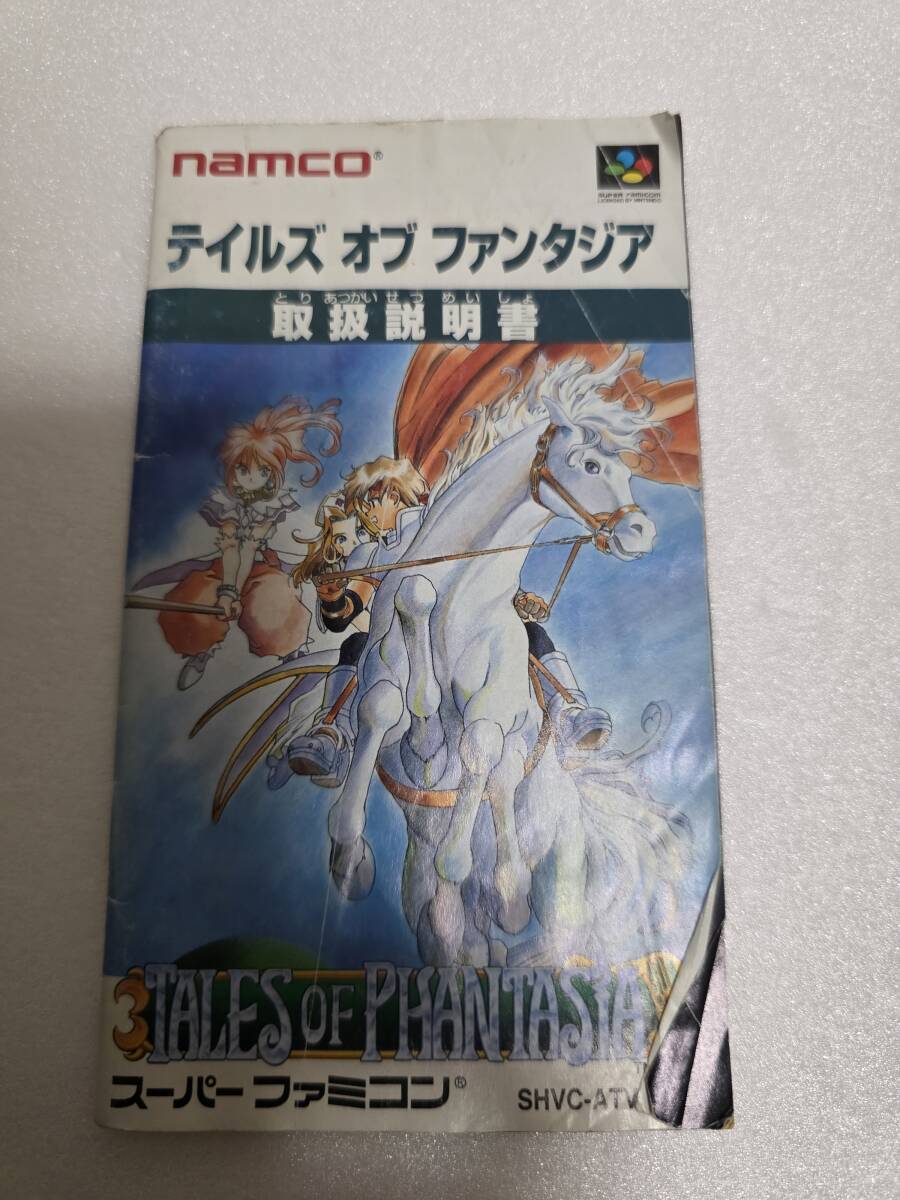 namco®
SUPER FAMICOM
LICENSED BY NINTENDO
テイルズ オブ ファンタジア
とり あつかい せつ めい しょ
取扱説明書
TALES OF PHANTASIA
スーパーファミコン®
SHVC-ATV